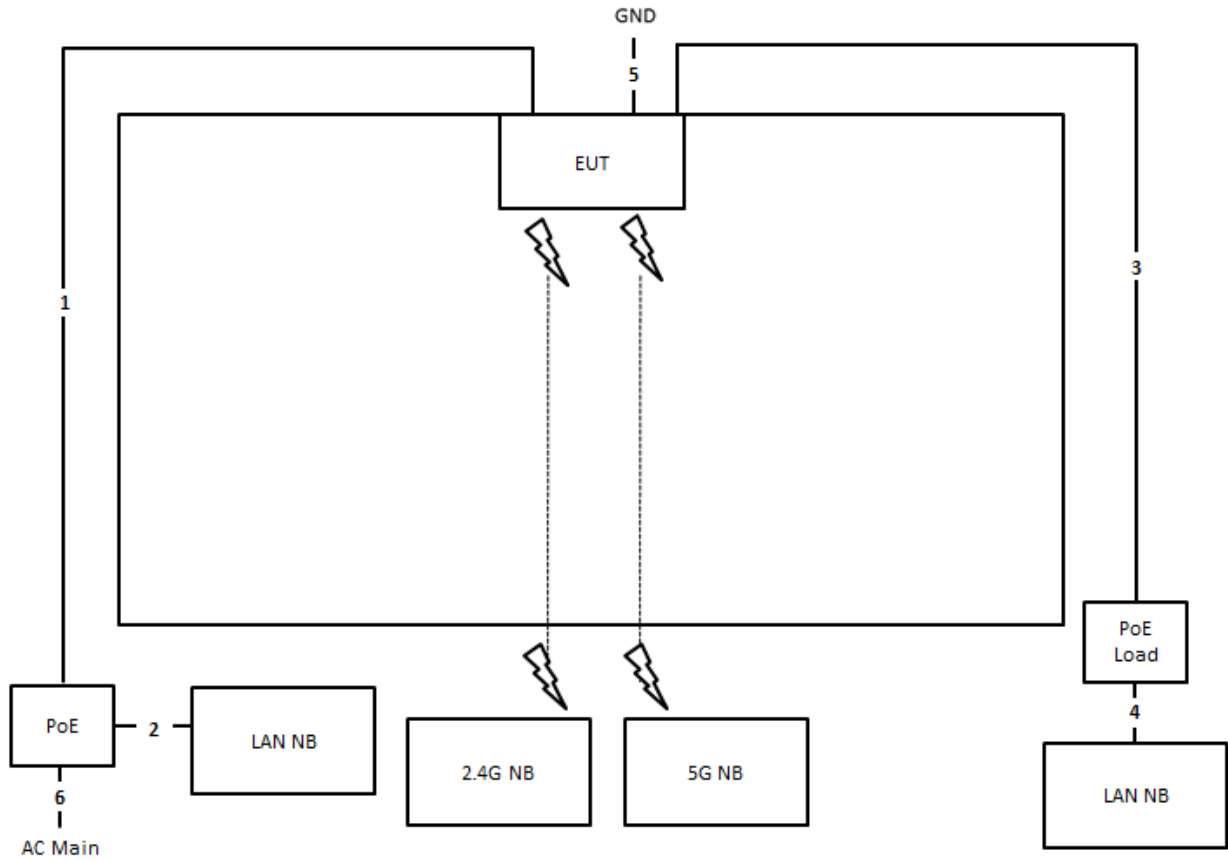 GND
5
EUT
1
3
PoE
Load
PoE
2
LAN NB
2.4G NB
5G NB
4
LAN NB
6
AC Main